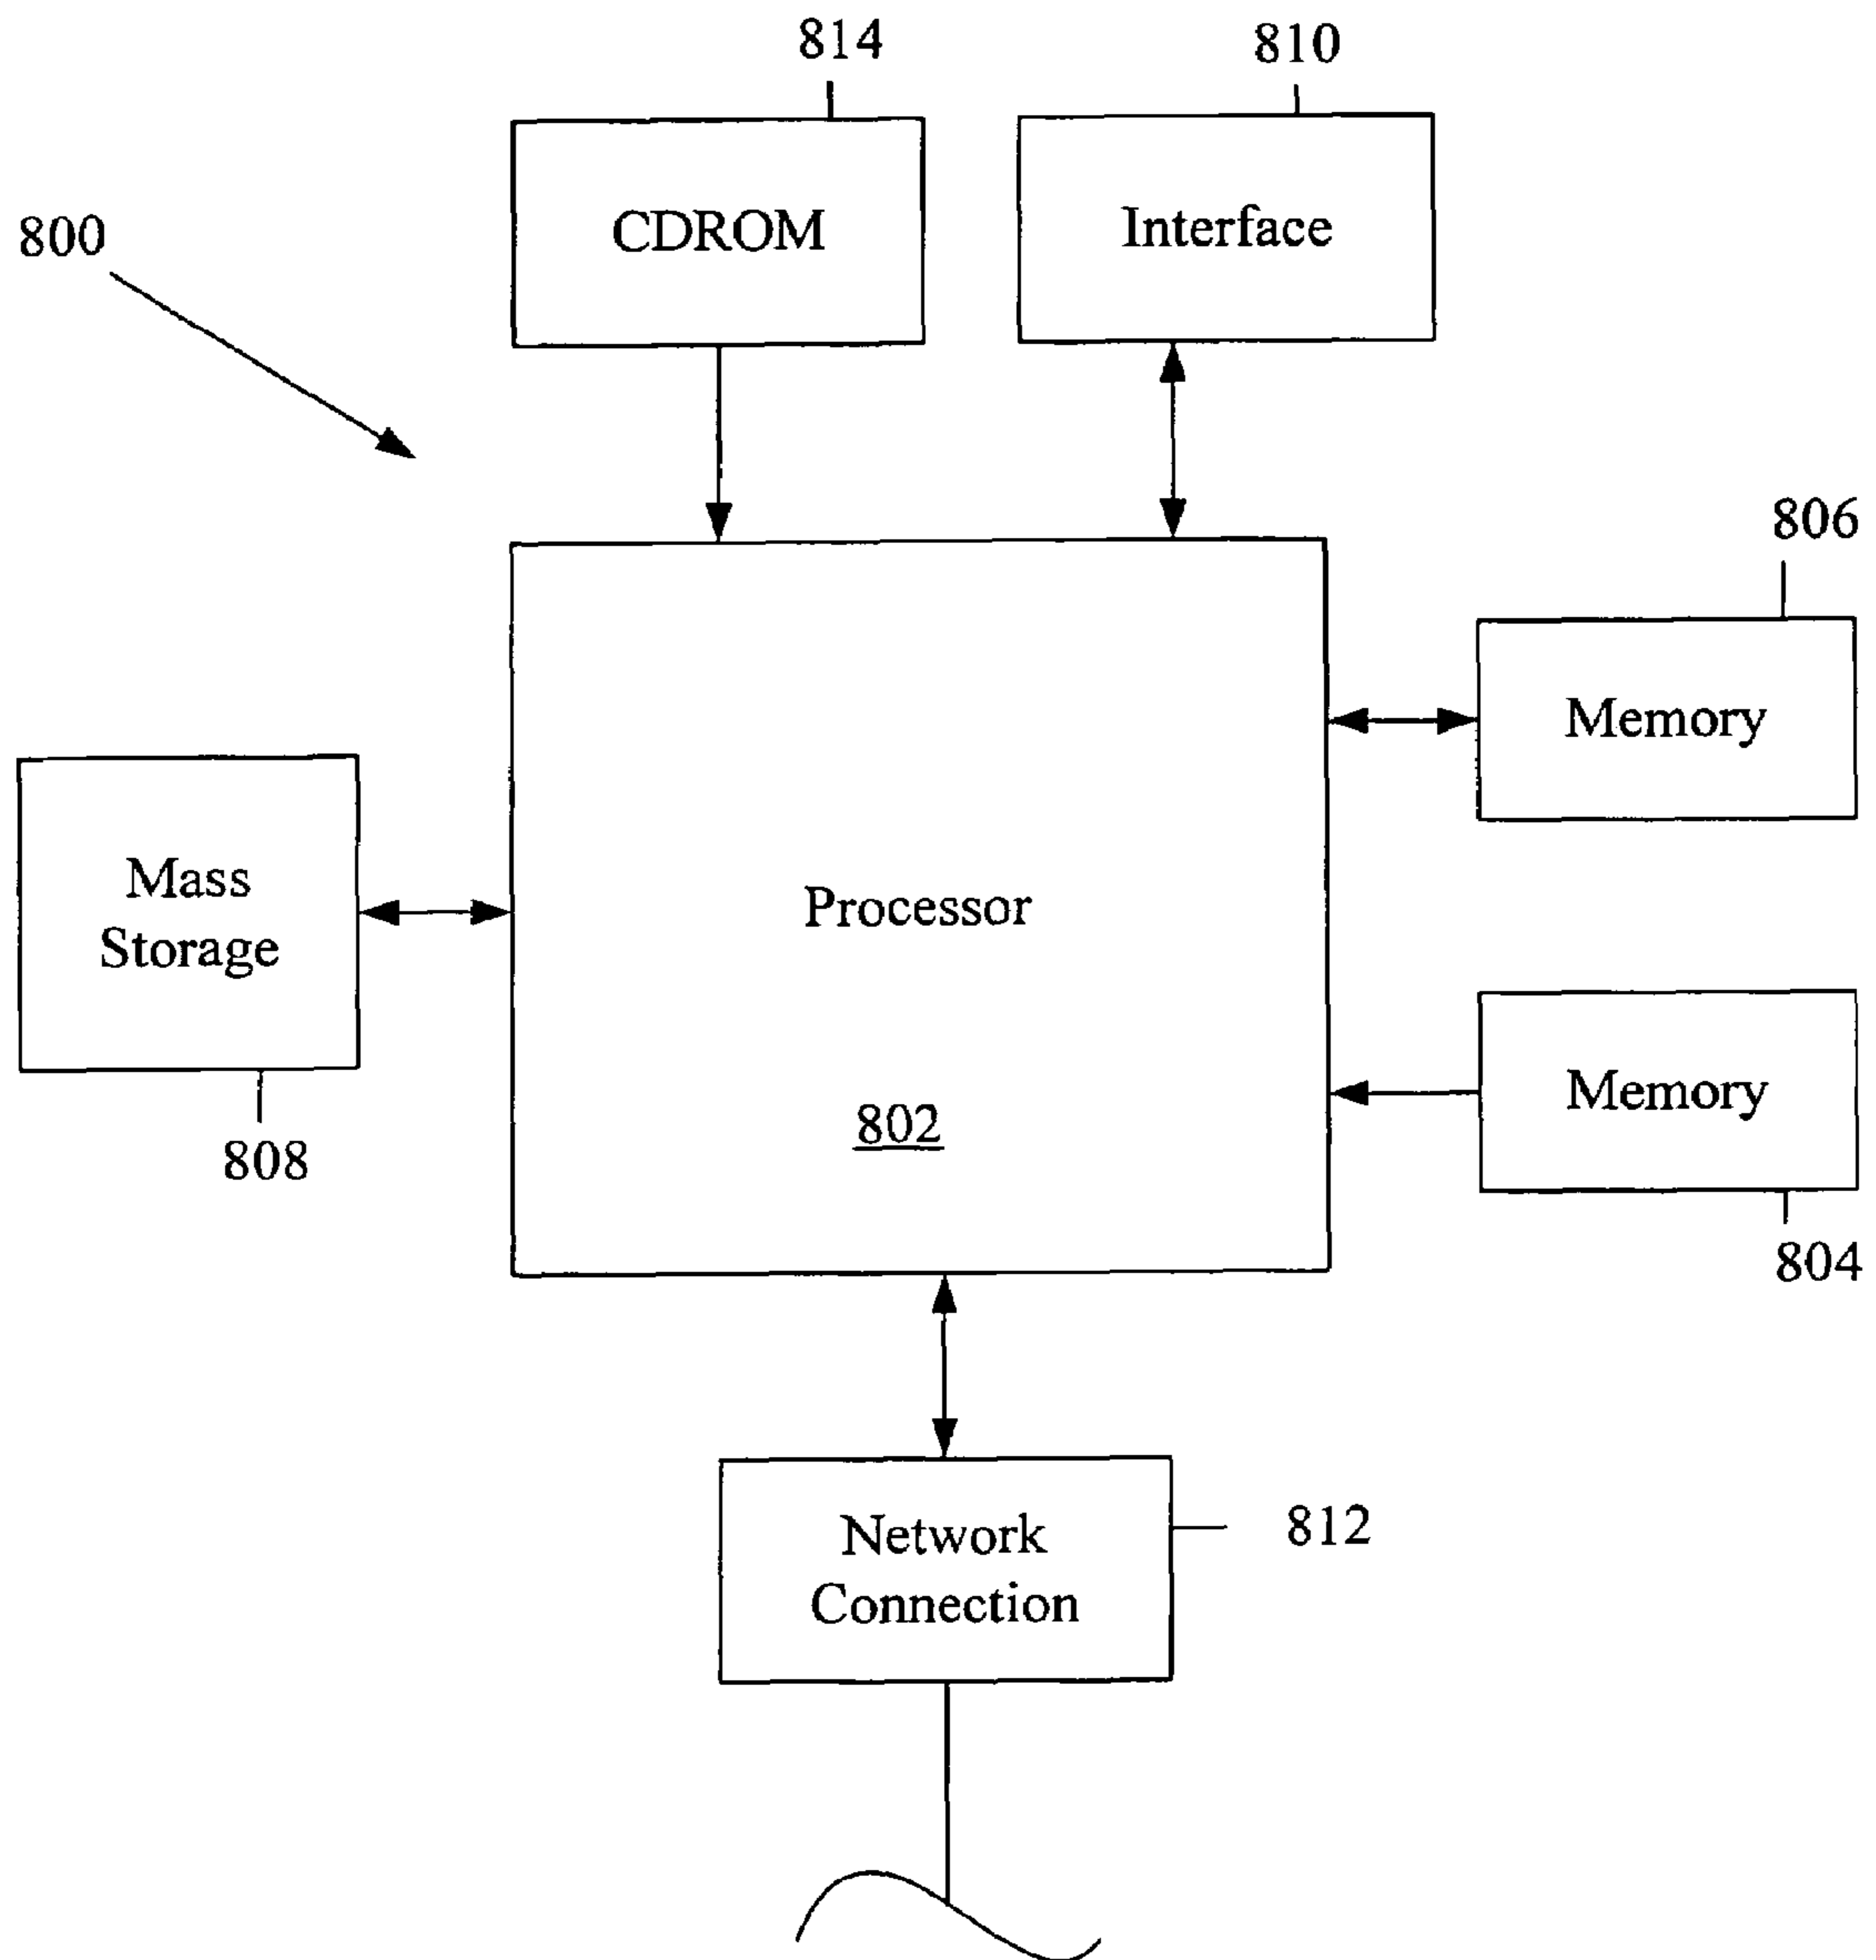 814
810
CDROM
Interface
800
806
Memory
Mass
Storage
Processor
Memory
802
808
804
Network
Connection
812